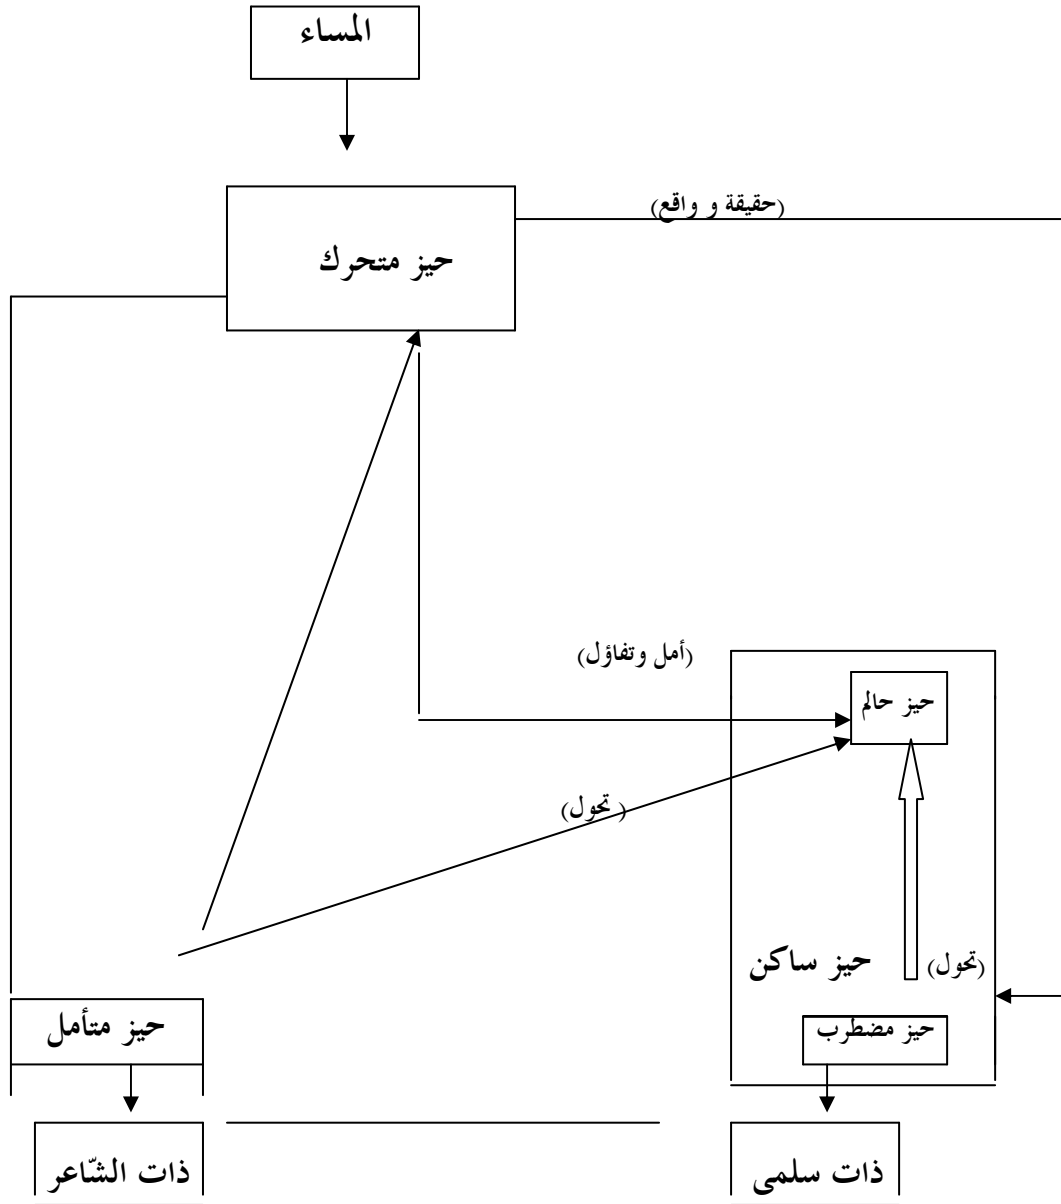 المساء
(حقيقة و واقع)
حيز متحرك
(أمل وتفاؤل)
حيز حالم
(تحول)
حيز ساكن
(تحول)
حيز متأمل
حيز مضطرب
ذات الشّاعر
ذات سلمى